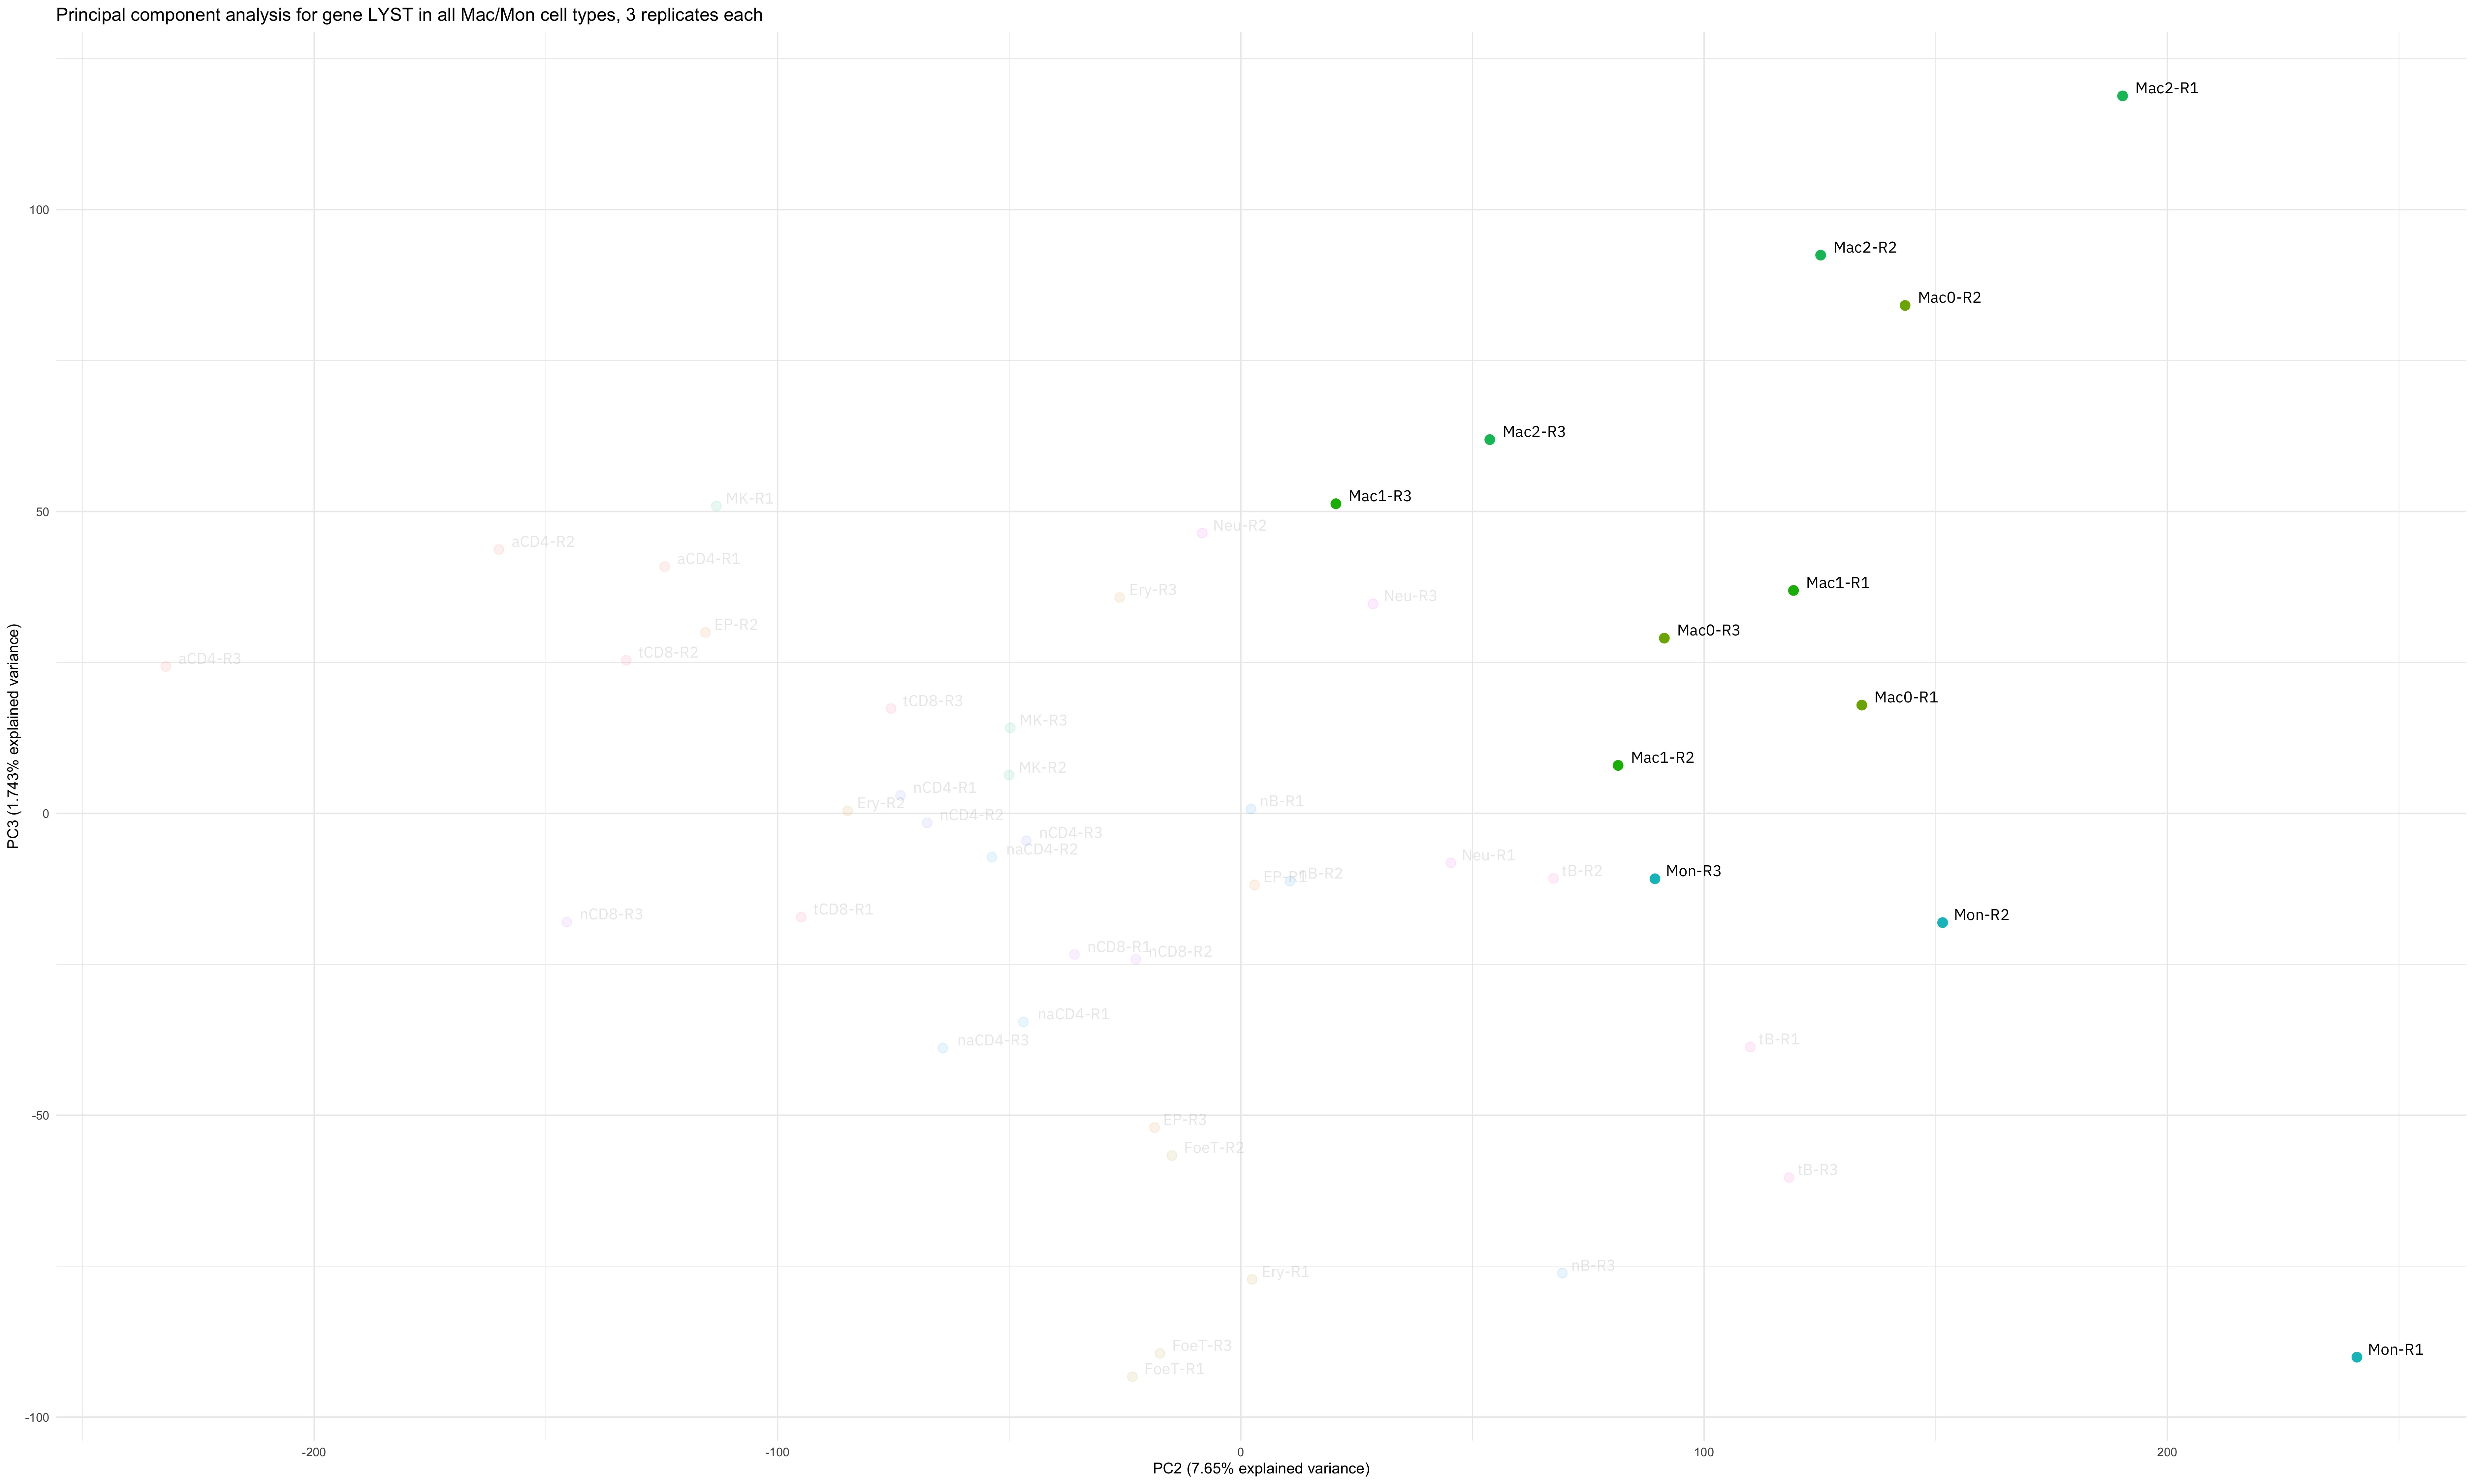 Principal component analysis for gene LYST in all Mac/Mon cell types, 3 replicates each
Mac2-R1
100
Mac2-R2
Mac0-R2
Mac2-R3
Mac1-R3
MK-R1
50
Neu-R2
aCD4-R2
aCD4-R1
Mac1-R1
Ery-R3
Neu-R3
EP-R2
Mac0-R3
tCD8-R2
aCD4-R3
Mac0-R1
tCD8-R3
MK-R3
Mac1-R2
MK-R2
nCD4-R1
nB-R1
Ery-R2
0
nCD4-R2
nCD4-R3
naCD4-R2
Neu-R1
Mon-R3
tB-R2
nB-R2
EP-R1
Mon-R2
nCD8-R3
tCD8-R1
nCD8-R1
nCD8-R2
naCD4-R1
naCD4-R3
tB-R1
-50
EP-R3
FoeT-R2
tB-R3
nB-R3
Ery-R1
FoeT-R3
Mon-R1
FoeT-R1
-100
-200
-100
0
100
200
PC2 (7.65% explained variance)
PC3 (1.743% explained variance)